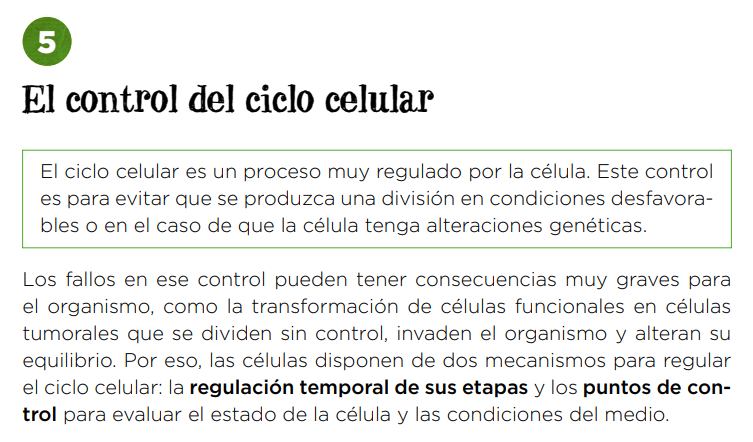 5
El control del ciclo celular
El ciclo celular es un proceso muy regulado por la célula. Este control
es para evitar que se produzca una división en condiciones desfavora-
bles o en el caso de que la célula tenga alteraciones genéticas.
Los fallos en ese control pueden tener consecuencias muy graves para
el organismo, como la transformación de células funcionales en células
tumorales que se dividen sin control, invaden el organismo y alteran su
equilibrio. Por eso, las células disponen de dos mecanismos para regular
el ciclo celular: la regulación temporal de sus etapas y los puntos de con-
trol para evaluar el estado de la célula y las condiciones del medio.